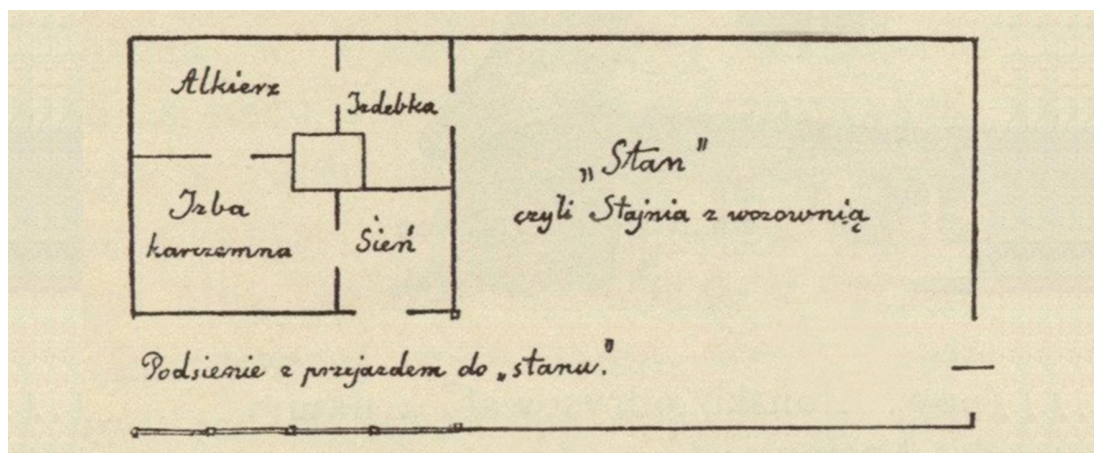 Alkierz
Izdebka
„Stan"
Izba
karczemna
Sień
czyli Stajnia z wozownią
Podsienie z przejazdem do „stanu."